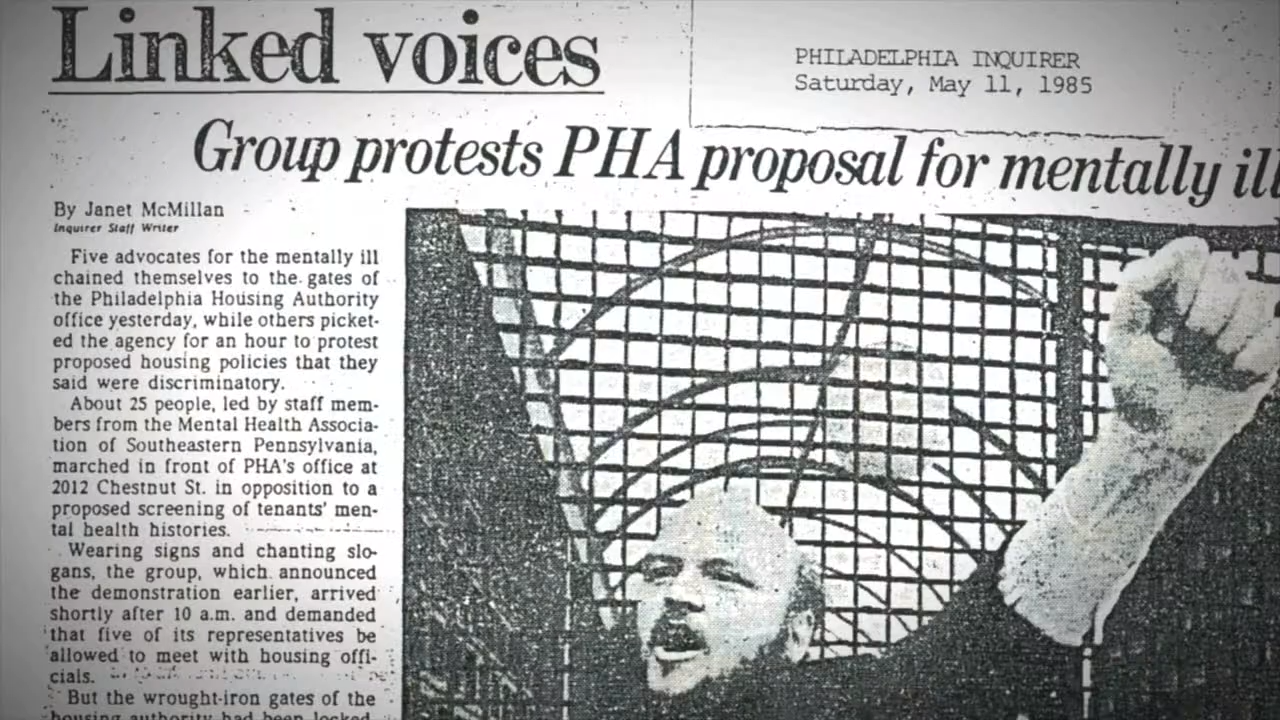 Linked voices
PHILADELPHIA INQUIRER
Saturday, May 11, 1985
Group protests PHA proposal for mentally ill
By Janet McMillan
Inquirer Staff Writer
Five advocates for the mentally ill
chained themselves to the gates of
the Philadelphia Housing Authority
office yesterday, while others picket-
ed the agency for an hour to protest
proposed housing policies that they
said were discriminatory.
About 25 people, led by staff mem-
bers from the Mental Health Associa-
tion of Southeastern Pennsylvania,
marched in front of PHA's office at
2012 Chestnut St. in opposition to a
proposed screening of tenants' men-
tal health histories.
Wearing signs and chanting slo-
gans, the group, which announced
the demonstration earlier, arrived
shortly after 10 a.m. and demanded
that five of its representatives be
allowed to meet with housing offi-
cials.
But the wrought-iron gates of the
housing authority had been locked